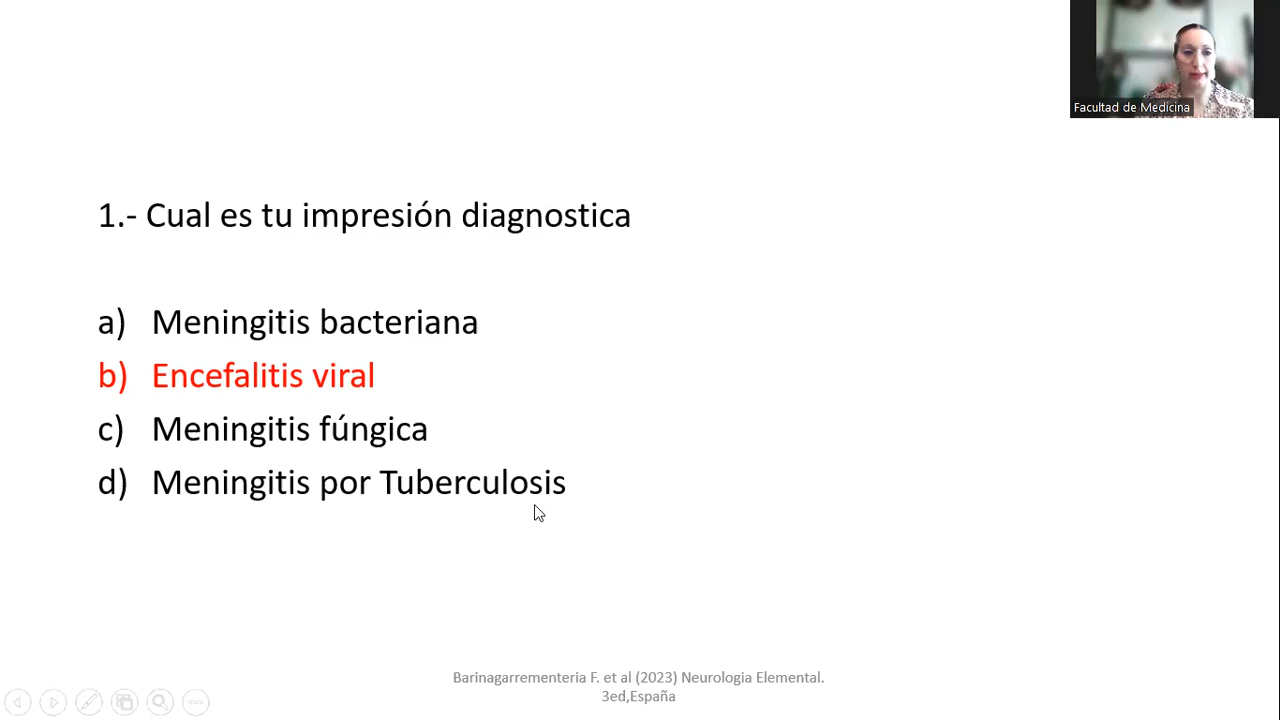 Facultad de Medicina
1.- Cual es tu impresión diagnostica
a) Meningitis bacteriana
b) Encefalitis viral
c) Meningitis fúngica
d) Meningitis por Tuberculosis
Barinagarrementeria F. et al (2023) Neurologia Elemental.
3ed,España